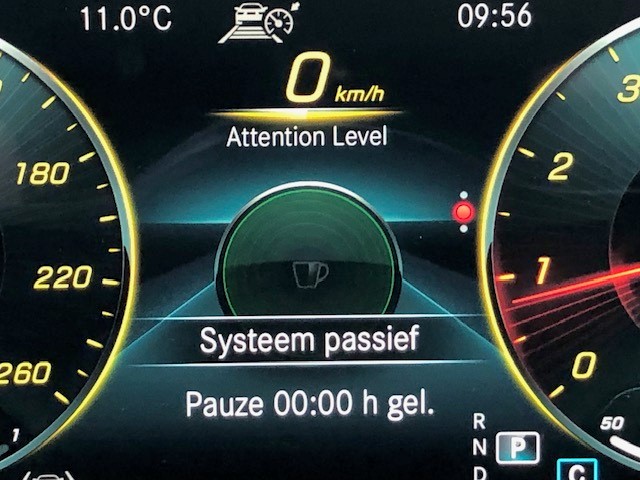 11.0°C
09:56
0 km/h
Attention Level
180
220
260
3
2
1
0
Systeem passief
Pauze 00:00 h gel.
R
N
P
D
C
1
50